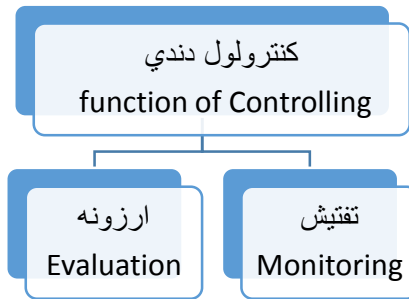 کنترولول دندي
function of Controlling
ارزونه
Evaluation
تفتیش
Monitoring